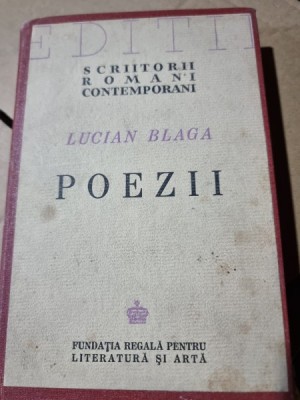 EDITII
SCRIITORII
ROMANI
CONTEMPORANI
LUCIAN BLAGA
POEZII
FUNDAȚIA REGALĂ PENTRU
LITERATURĂ ȘI ARTĂ